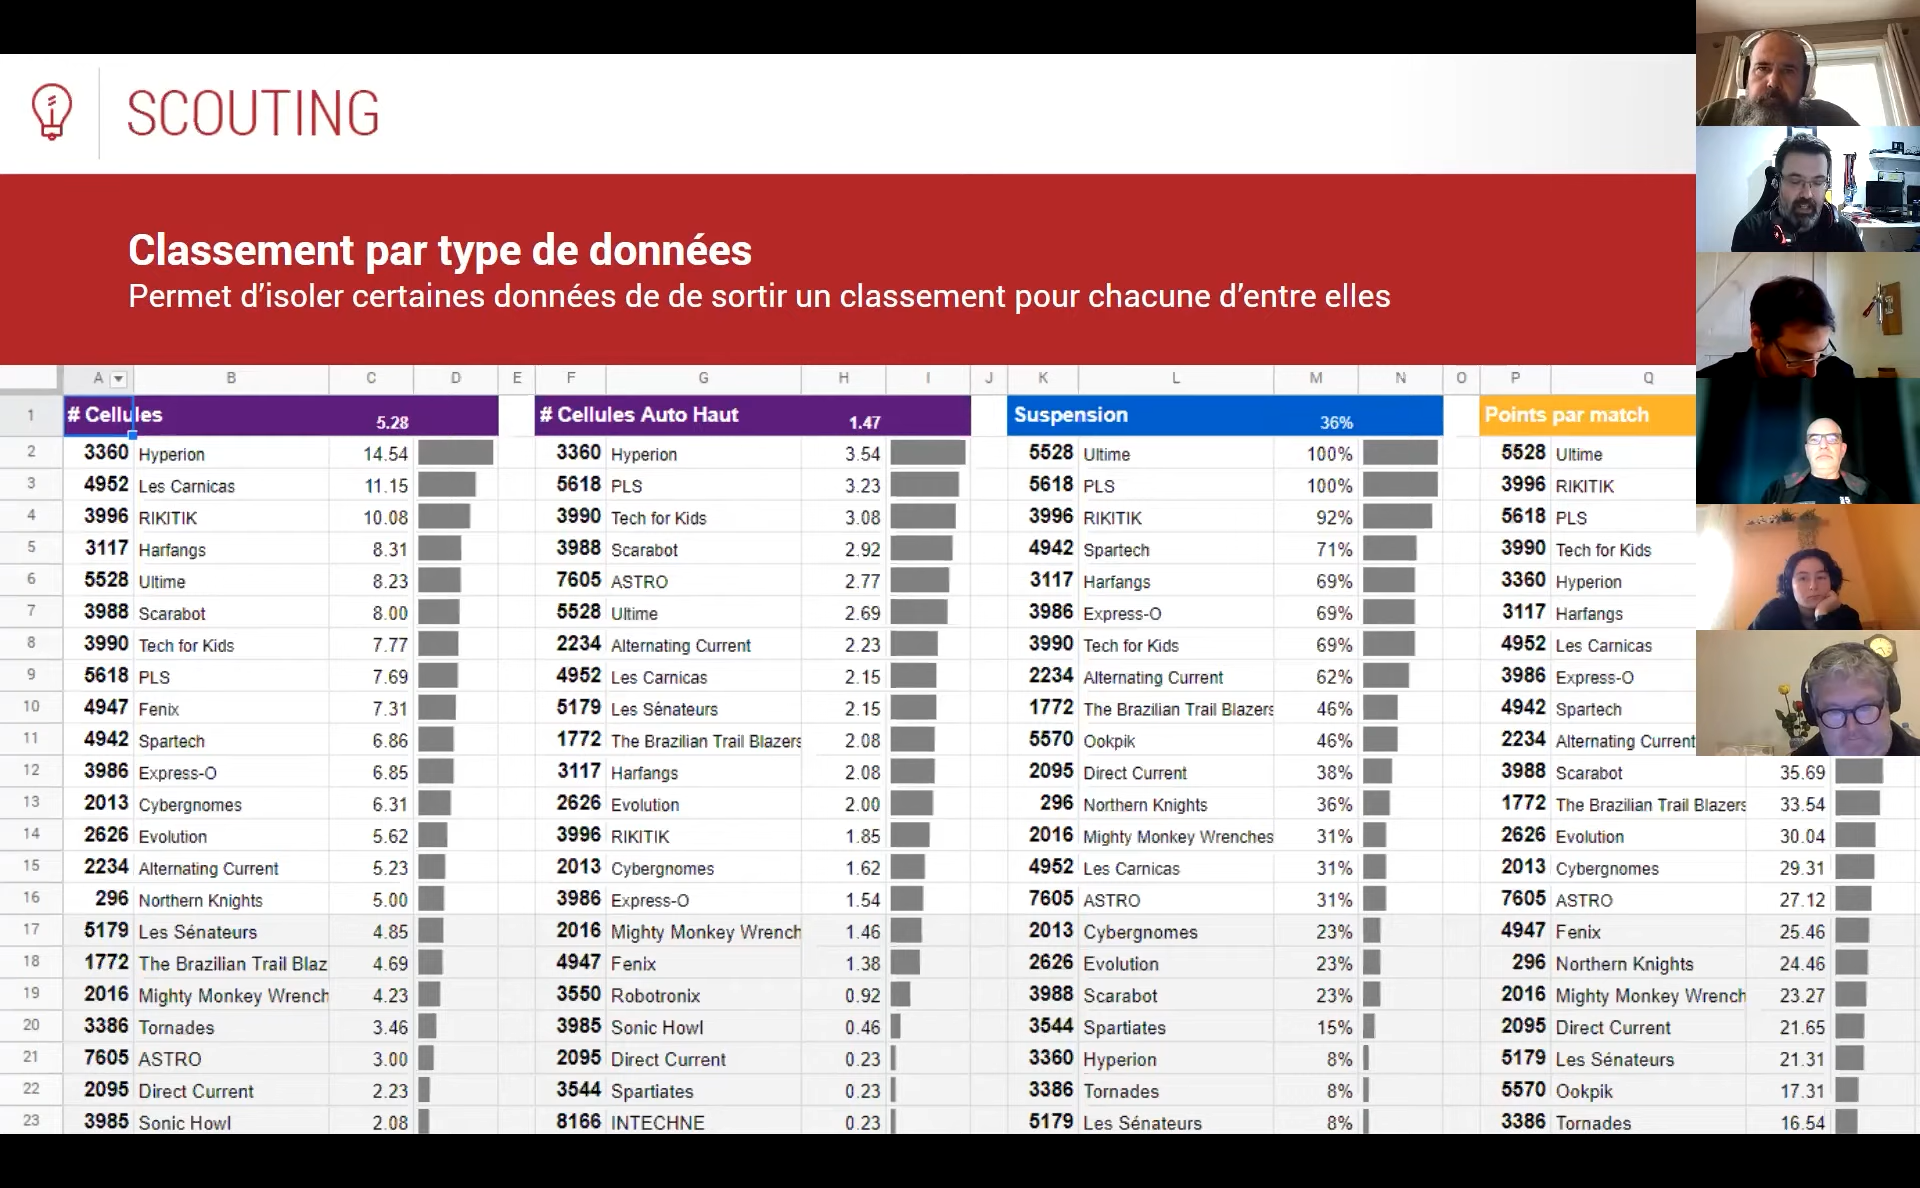 SCOUTING
Classement par type de données
Permet d'isoler certaines données de de sortir un classement pour chacune d'entre elles
A B C D E F G H I J K L M N O P Q
1 # Cellules 5.28 # Cellules Auto Haut 1.47 Suspension 36% Points par match
2 3360 Hyperion 14.54 3360 Hyperion 3.54 5528 Ultime 100% 5528 Ultime
3 4952 Les Carnicas 11.15 5618 PLS 3.23 5618 PLS 100% 3996 RIKITIK
4 3996 RIKITIK 10.08 3990 Tech for Kids 3.08 3996 RIKITIK 92% 5618 PLS
5 3117 Harfangs 8.31 3988 Scarabot 2.92 4942 Spartech 71% 3990 Tech for Kids
6 5528 Ultime 8.23 7605 ASTRO 2.77 3117 Harfangs 69% 3360 Hyperion
7 3988 Scarabot 8.00 5528 Ultime 2.69 3986 Express-O 69% 3117 Harfangs
8 3990 Tech for Kids 7.77 2234 Alternating Current 2.23 3990 Tech for Kids 69% 4952 Les Carnicas
9 5618 PLS 7.69 4952 Les Carnicas 2.15 2234 Alternating Current 62% 3986 Express-O
10 4947 Fenix 7.31 5179 Les Sénateurs 2.15 1772 The Brazilian Trail Blazers 46% 4942 Spartech
11 4942 Spartech 6.86 1772 The Brazilian Trail Blazers 2.08 5570 Ookpik 46% 2234 Alternating Current
12 3986 Express-O 6.85 3117 Harfangs 2.08 2095 Direct Current 38% 3988 Scarabot 35.69
13 2013 Cybergnomes 6.31 2626 Evolution 2.00 296 Northern Knights 36% 1772 The Brazilian Trail Blazers 33.54
14 2626 Evolution 5.62 3996 RIKITIK 1.85 2016 Mighty Monkey Wrenches 31% 2626 Evolution 30.04
15 2234 Alternating Current 5.23 2013 Cybergnomes 1.62 4952 Les Carnicas 31% 2013 Cybergnomes 29.31
16 296 Northern Knights 5.00 3986 Express-O 1.54 7605 ASTRO 31% 7605 ASTRO 27.12
17 5179 Les Sénateurs 4.85 2016 Mighty Monkey Wrench 1.46 2013 Cybergnomes 23% 4947 Fenix 25.46
18 1772 The Brazilian Trail Blaz 4.69 4947 Fenix 1.38 2626 Evolution 23% 296 Northern Knights 24.46
19 2016 Mighty Monkey Wrench 4.23 3550 Robotronix 0.92 3988 Scarabot 23% 2016 Mighty Monkey Wrench 23.27
20 3386 Tornades 3.46 3985 Sonic Howl 0.46 3544 Spartiates 15% 2095 Direct Current 21.65
21 7605 ASTRO 3.00 2095 Direct Current 0.23 3360 Hyperion 8% 5179 Les Sénateurs 21.31
22 2095 Direct Current 2.23 3544 Spartiates 0.23 3386 Tornades 8% 5570 Ookpik 17.31
23 3985 Sonic Howl 2.08 8166 INTECHNE 0.23 5179 Les Sénateurs 8% 3386 Tornades 16.54